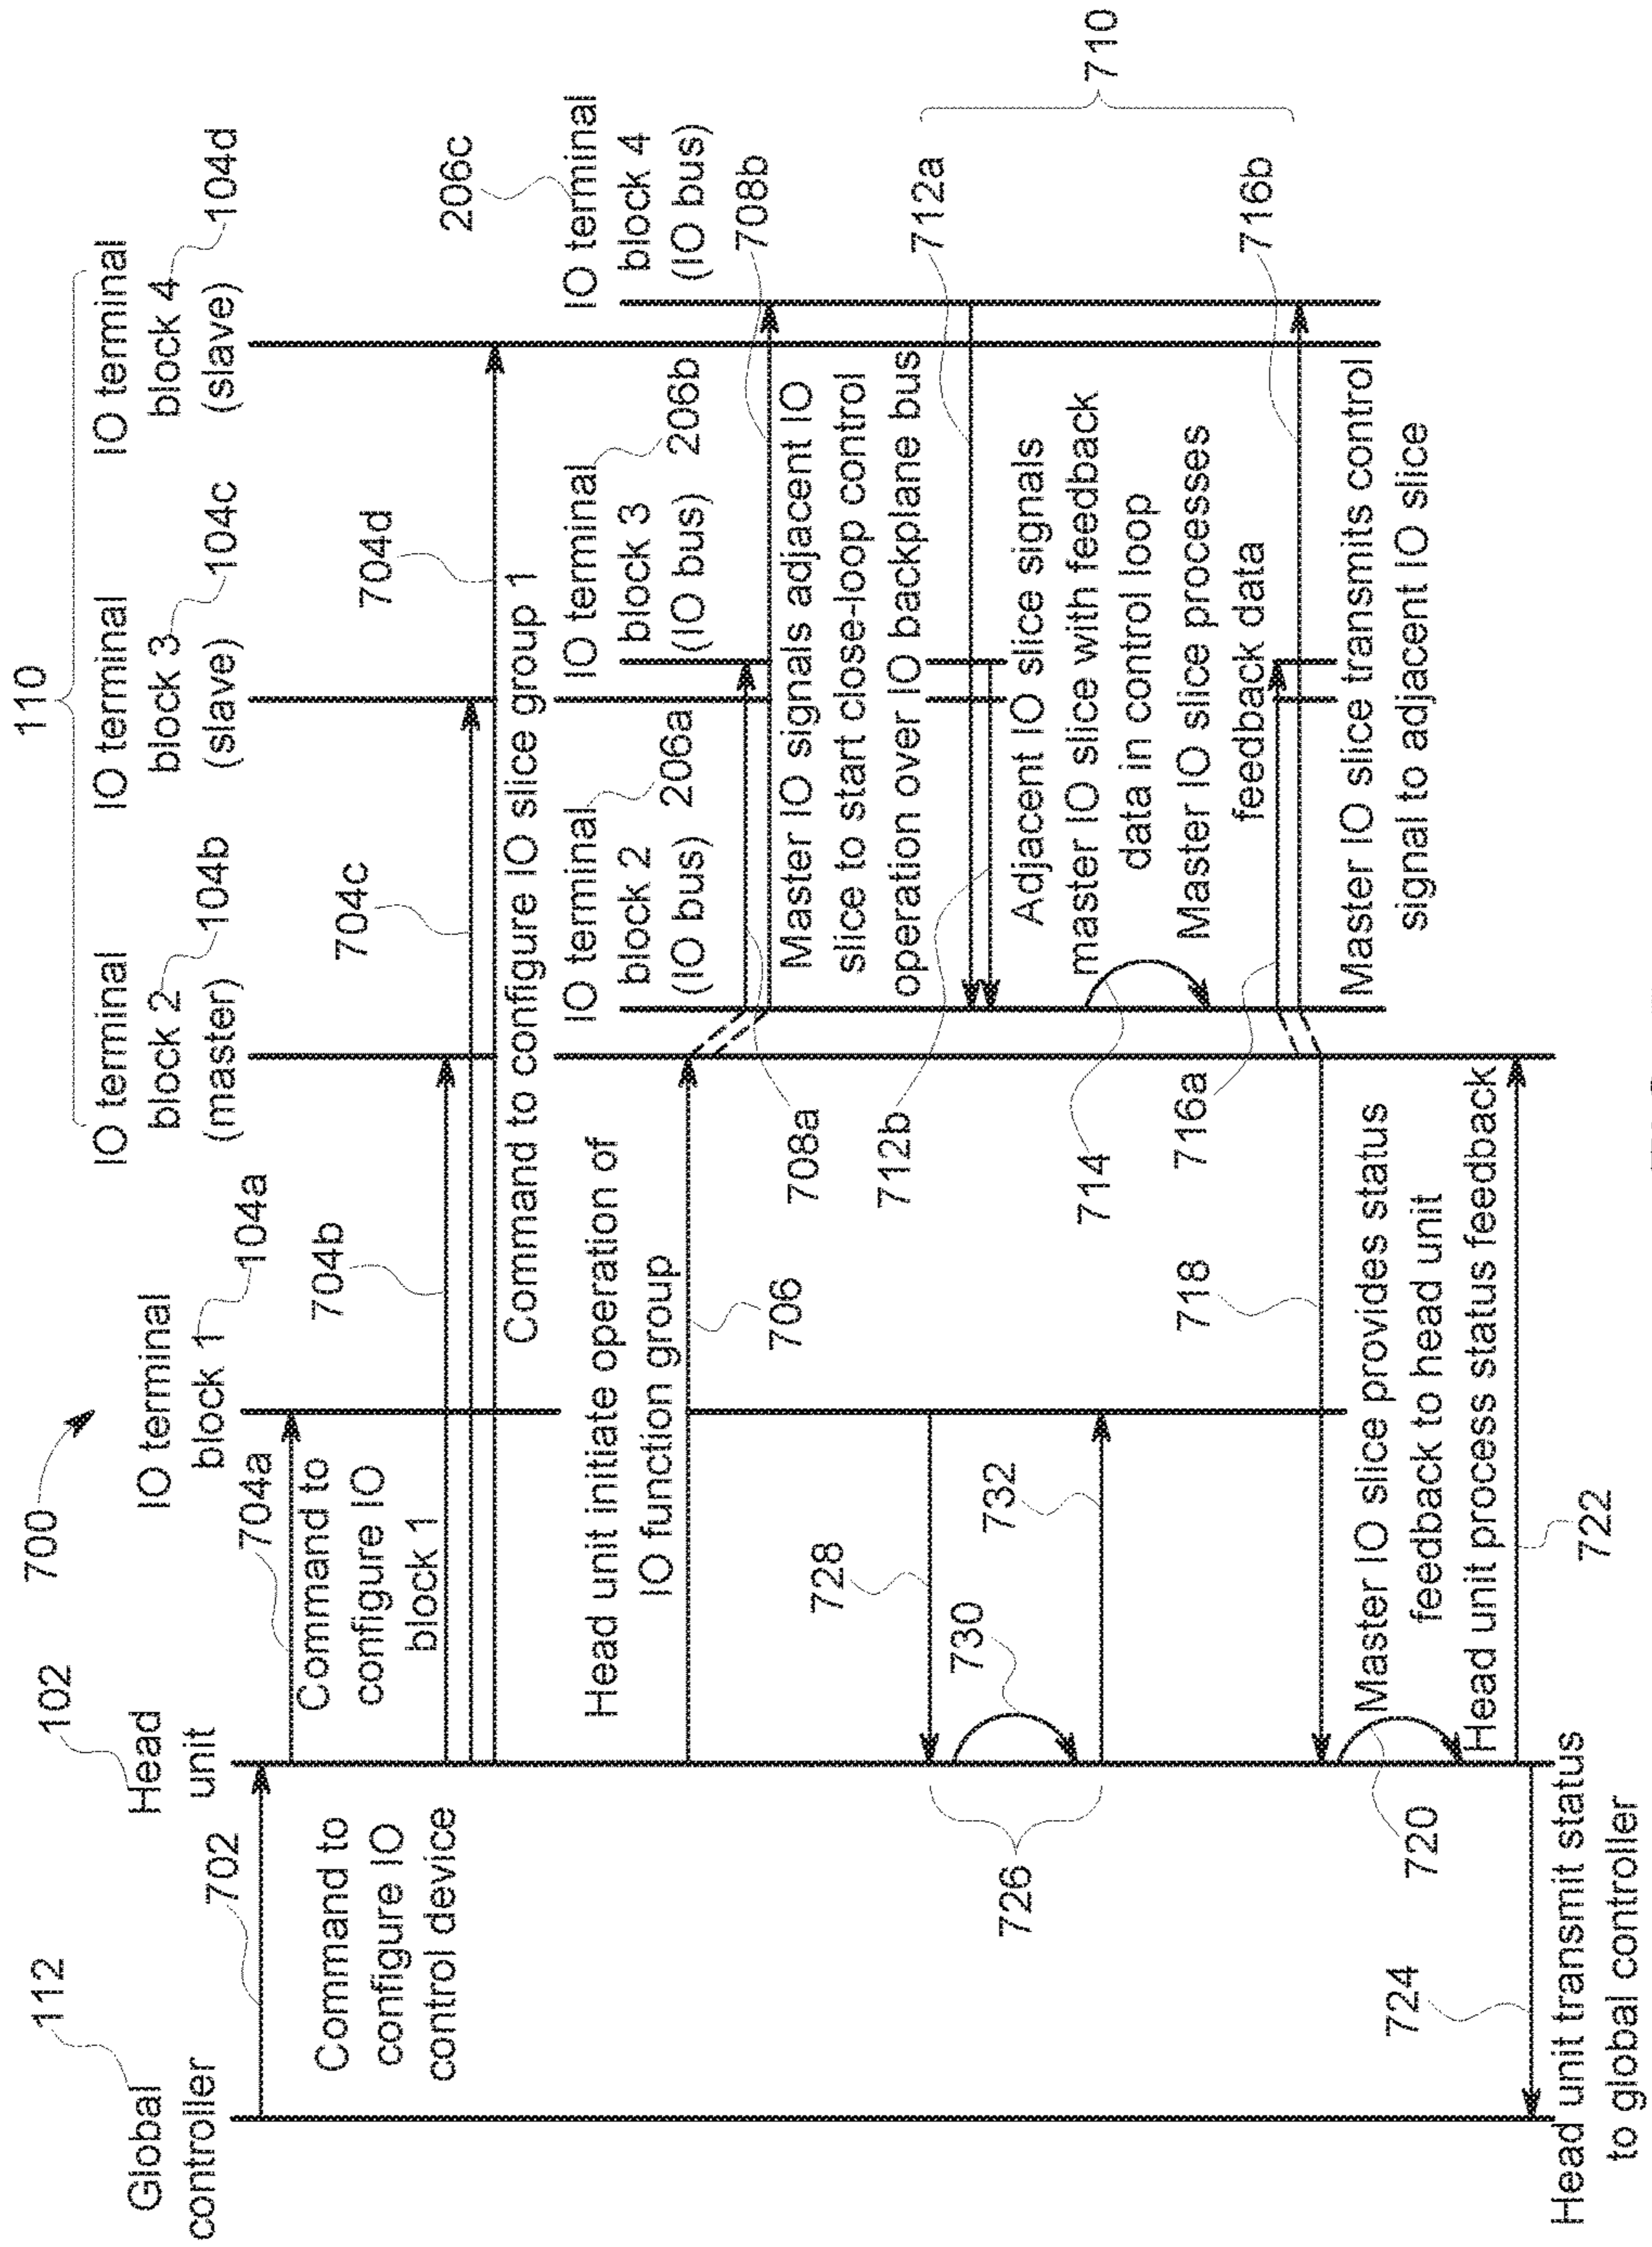 700
110
112
Global
controller
102
Head
unit
IO terminal
block 1
104a
IO terminal
block 2
(master)
104b
IO terminal
block 3
(slave)
104c
IO terminal
block 4
(slave)
104d
702
Command to
configure IO
control device
704a
Command to
configure IO
block 1
704b
704c
704d
Command to configure IO slice group 1
206c
IO terminal
block 2
(IO bus)
206a
IO terminal
block 3
(IO bus)
206b
IO terminal
block 4
(IO bus)
Head unit initiate operation of
IO function group
706
708a
708b
Master IO signals adjacent IO
slice to start close-loop control
operation over IO backplane bus
728
730
732
726
712b
712a
710
Adjacent IO slice signals
master IO slice with feedback
data in control loop
714
Master IO slice processes
feedback data
716a
716b
Master IO slice transmits control
signal to adjacent IO slice
718
Master IO slice provides status
feedback to head unit
720
Head unit process status feedback
722
724
Head unit transmit status
to global controller